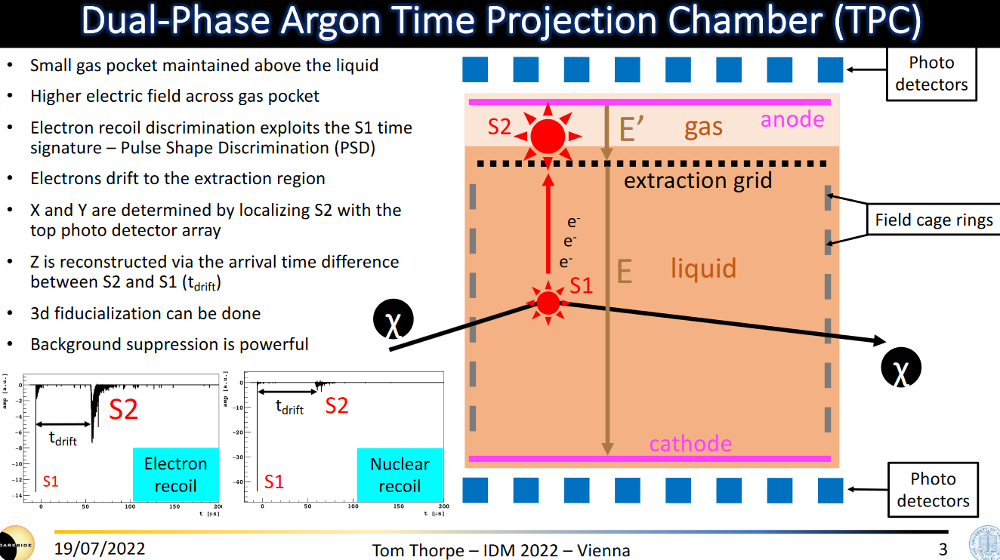 Dual-Phase Argon Time Projection Chamber (TPC)
• Small gas pocket maintained above the liquid
• Higher electric field across gas pocket
• Electron recoil discrimination exploits the S1 time
signature – Pulse Shape Discrimination (PSD)
• Electrons drift to the extraction region
• X and Y are determined by localizing S2 with the
top photo detector array
• Z is reconstructed via the arrival time difference
between S2 and S1 (tdrift)
• 3d fiducialization can be done
• Background suppression is powerful
Photo
detectors
S2
E’
gas
anode
extraction grid
Field cage rings
e-
e-
e-
S1
E
liquid
χ
χ
cathode
Photo
detectors
amp [a.u.]
0
−2
−4
−6
−8
−10
−12
−14
S2
tdrift
S1
Electron
recoil
0 50 100 150 20
t [μs]
amp [a.u.]
0
−10
−20
−30
−40
tdrift
S2
S1
Nuclear
recoil
0 50 100 150 200
t [μs]
DARKSIDE
19/07/2022
Tom Thorpe – IDM 2022 – Vienna
3